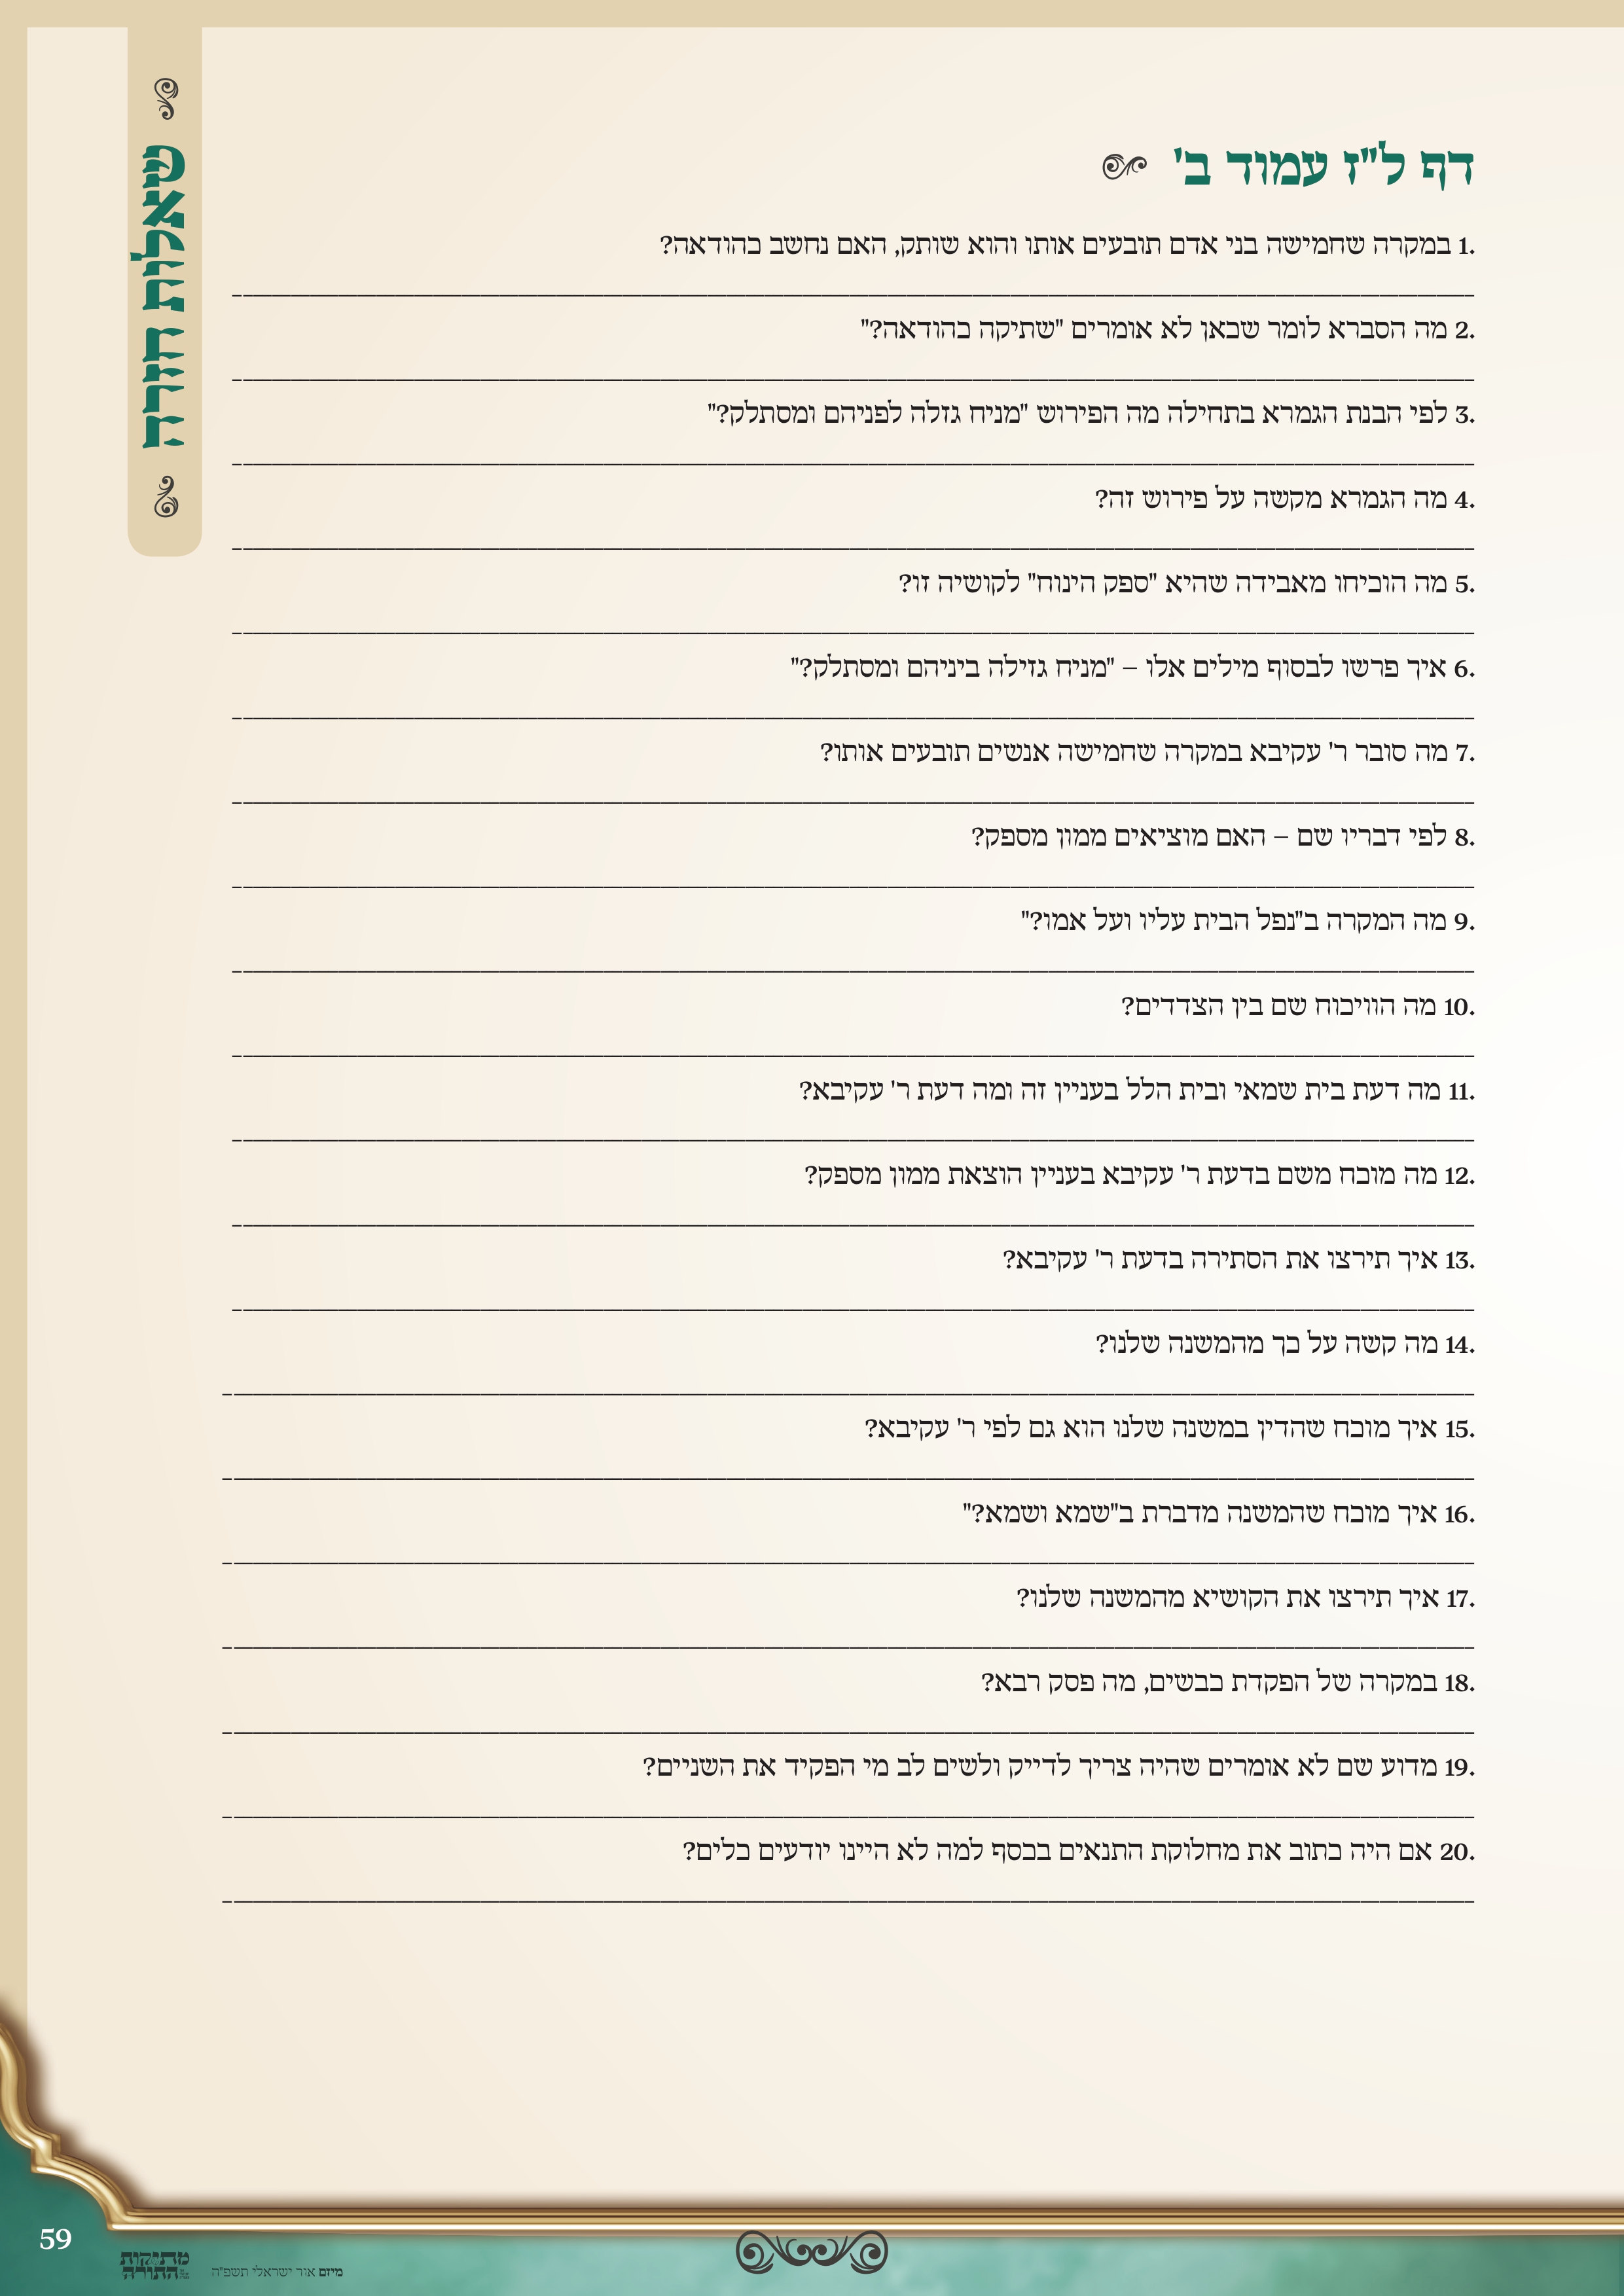 שאלות חזרה
דף ל"ז עמוד ב'
1. במקרה שחמישה בני אדם תובעים אותו והוא שותק, האם נחשב כהודאה?
2. מה הסברא לומר שכאן לא אומרים "שתיקה כהודאה?"
3. לפי הבנת הגמרא בתחילה מה הפירוש "מניח גזלה לפניהם ומסתלק?"
4. מה הגמרא מקשה על פירוש זה?
5. מה הוכיחו מאבידה שהיא "ספק הינוח" לקושיה זו?
6. איך פרשו לבסוף מילים אלו – "מניח גזילה ביניהם ומסתלק?"
7. מה סובר ר' עקיבא במקרה שחמישה אנשים תובעים אותו?
8. לפי דבריו שם – האם מוציאים ממון מספק?
9. מה המקרה ב"נפל הבית עליו ועל אמו?"
10. מה הוויכוח שם בין הצדדים?
11. מה דעת בית שמאי ובית הלל בעניין זה ומה דעת ר' עקיבא?
12. מה מוכח משם בדעת ר' עקיבא בעניין הוצאת ממון מספק?
13. איך תירצו את הסתירה בדעת ר' עקיבא?
14. מה קשה על כך מהמשנה שלנו?
15. איך מוכח שהדין במשנה שלנו הוא גם לפי ר' עקיבא?
16. איך מוכח שהמשנה מדברת ב"שמא ושמא?"
17. איך תירצו את הקושיא מהמשנה שלנו?
18. במקרה של הפקדת כבשים, מה פסק רבא?
19. מדוע שם לא אומרים שהיה צריך לדייק ולשים לב מי הפקיד את השניים?
20. אם היה כתוב את מחלוקת התנאים בכסף למה לא היינו יודעים כלים?
59
מתיקות
התורה
מיזם אור ישראלי תשפ"ה